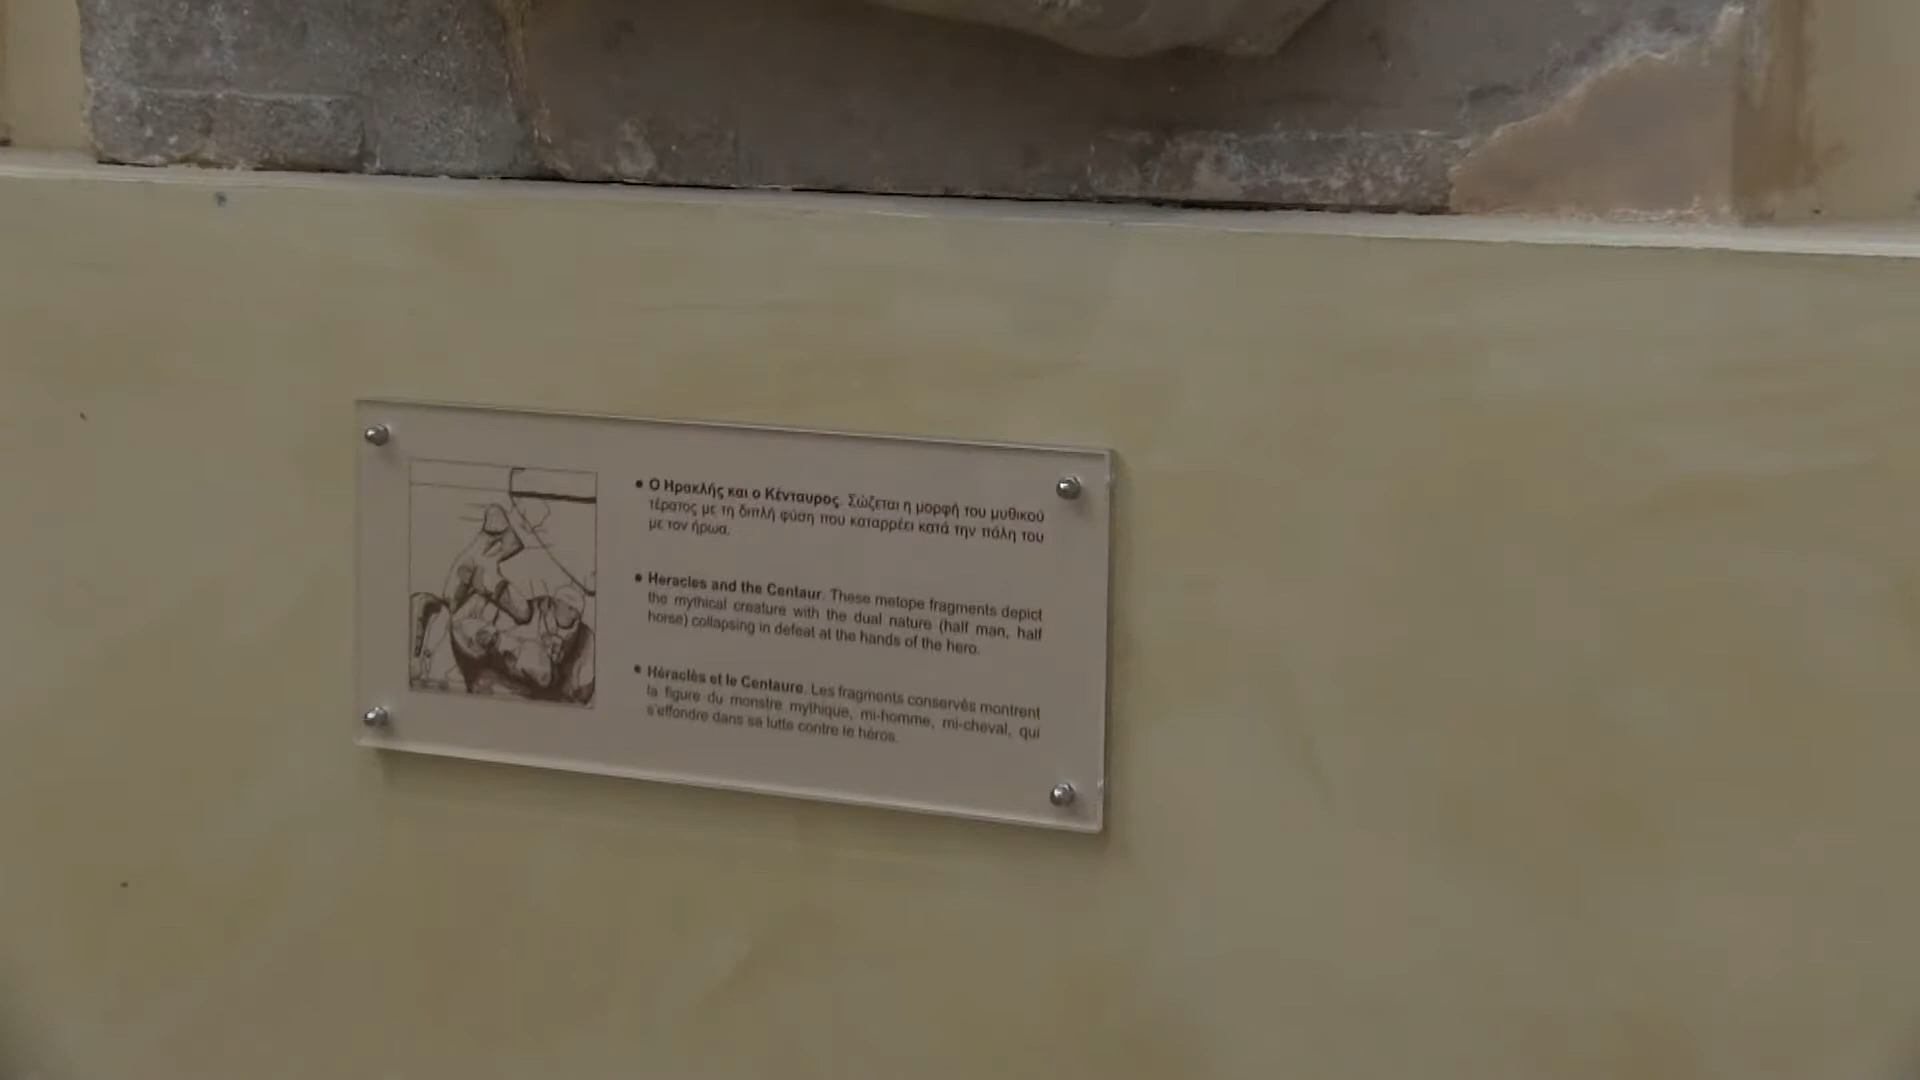 • Ο Ηρακλής και ο Κένταυρος. Σώζεται η μορφή του μυθικού
τέρατος με τη διπλή φύση που καταρρέει κατά την πάλη του
με τον ήρωα.
• Heracles and the Centaur. These metope fragments depict
the mythical creature with the dual nature (half man, half
horse) collapsing in defeat at the hands of the hero.
• Héraclès et le Centaure. Les fragments conservés montrent
la figure du monstre mythique, mi-homme, mi-cheval, qui
s'effondre dans sa lutte contre le héros.